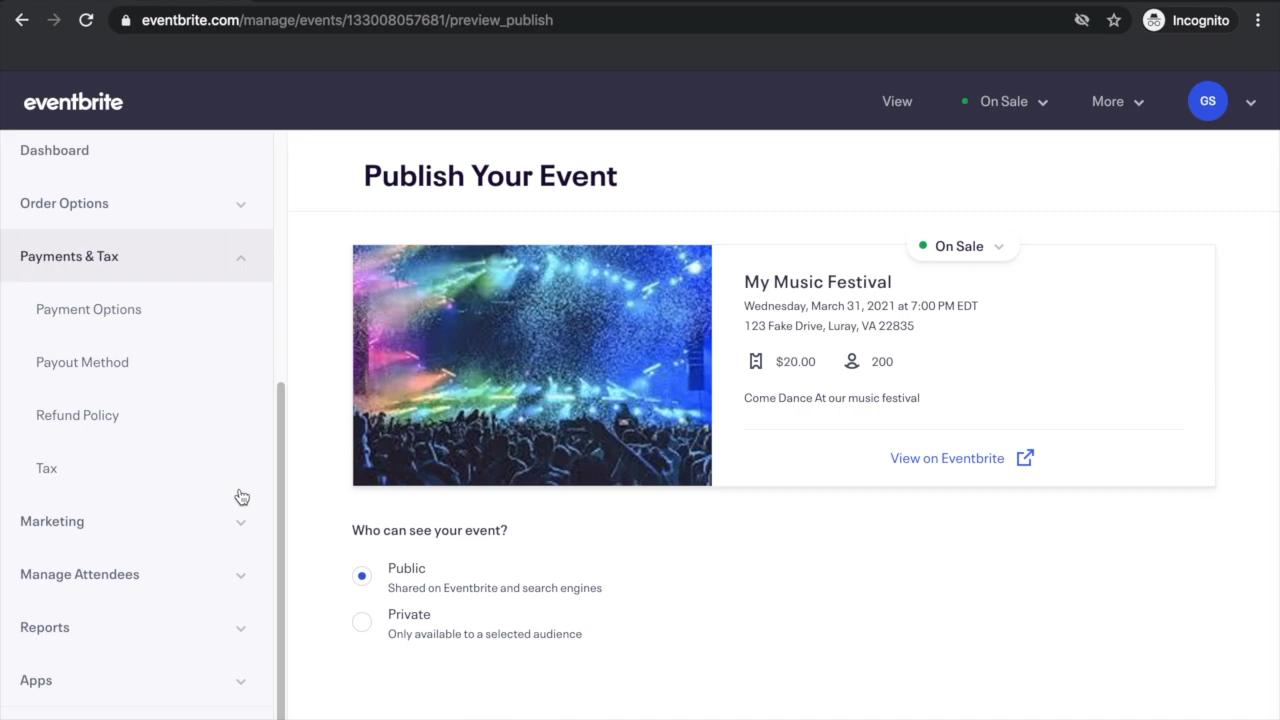 eventbrite.com/manage/events/133008057681/preview_publish
Incognito
eventbrite
View
On Sale
More
GS
Dashboard
Order Options
Payments & Tax
Payment Options
Payout Method
Refund Policy
Tax
Marketing
Manage Attendees
Reports
Apps
Publish Your Event
On Sale
My Music Festival
Wednesday, March 31, 2021 at 7:00 PM EDT
123 Fake Drive, Luray, VA 22835
$20.00
200
Come Dance At our music festival
View on Eventbrite
Who can see your event?
Public
Shared on Eventbrite and search engines
Private
Only available to a selected audience